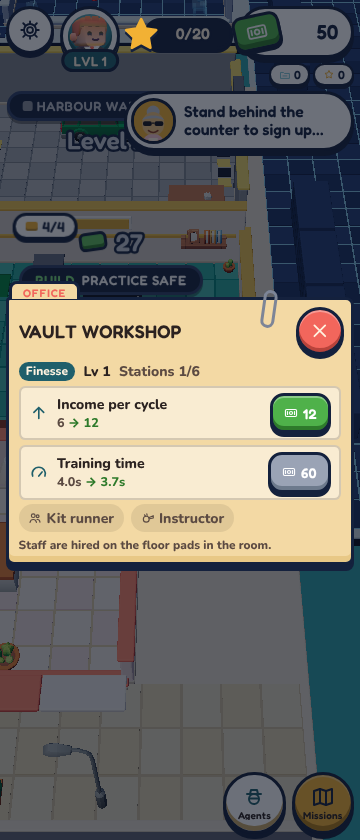 0/20
50
LVL 1
0
0
HARBOUR WA
Stand behind the
counter to sign up...
Level
4/4
27
BUILD PRACTICE SAFE
OFFICE
VAULT WORKSHOP
Finesse Lv 1 Stations 1/6
Income per cycle
6 → 12
12
Training time
4.0s → 3.7s
60
Kit runner
Instructor
Staff are hired on the floor pads in the room.
Agents
Missions